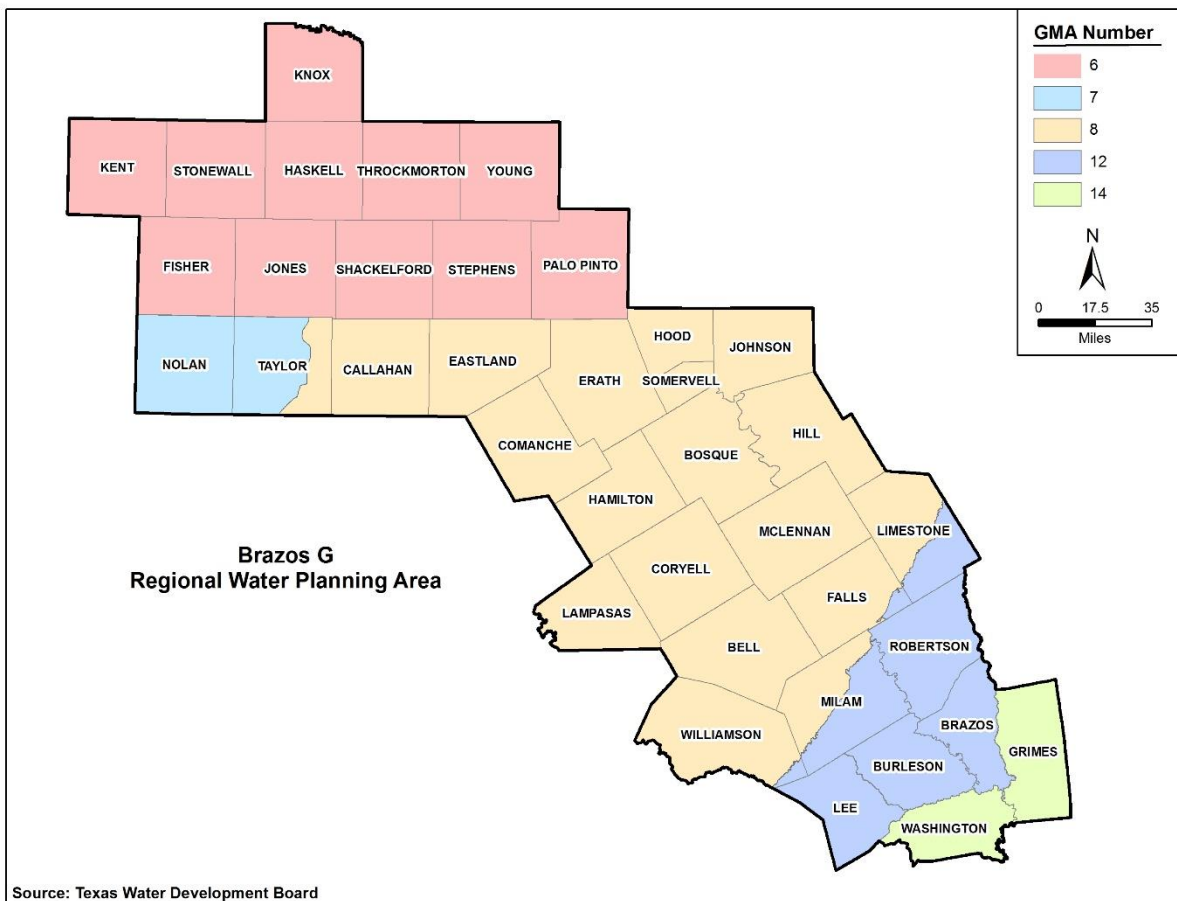 GMA Number
6
7
8
12
14
N
0 17.5 35
Miles
KNOX
KENT STONEWALL HASKELL THROCKMORTON YOUNG
FISHER JONES SHACKELFORD STEPHENS PALO PINTO
NOLAN TAYLOR CALLAHAN EASTLAND ERATH HOOD JOHNSON
SOMERVELL
COMANCHE BOSQUE HILL
HAMILTON MCLENNAN LIMESTONE
CORYELL FALLS
LAMPASAS BELL ROBERTSON
MILAM BRAZOS
WILLIAMSON BURLESON GRIMES
LEE WASHINGTON
Brazos G
Regional Water Planning Area
Source: Texas Water Development Board